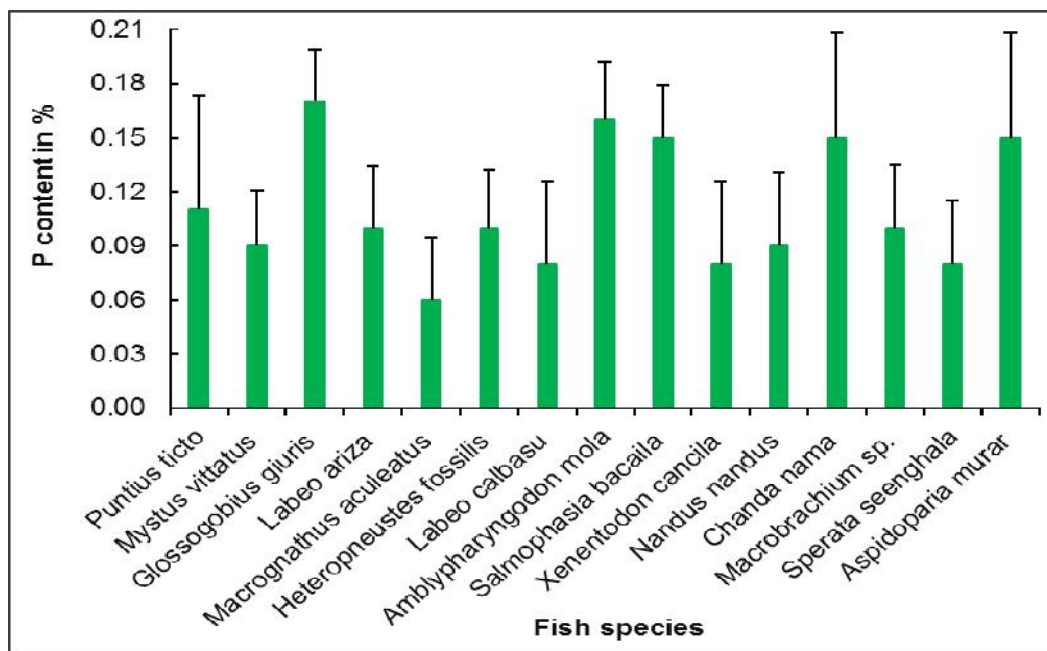 P content in %
0.21
0.18
0.15
0.12
0.09
0.06
0.03
0.00
Puntius ticto
Mystus vittatus
Glossogobius giuris
Labeo ariza
Macrognathus aculeatus
Heteropneustes fossilis
Labeo calbasu
Amblypharyngodon mola
Salmophasia bacaila
Xenentodon cancila
Nandus nandus
Chanda nama
Macrobrachium sp.
Sperata seenghala
Aspidoparia murar
Fish species